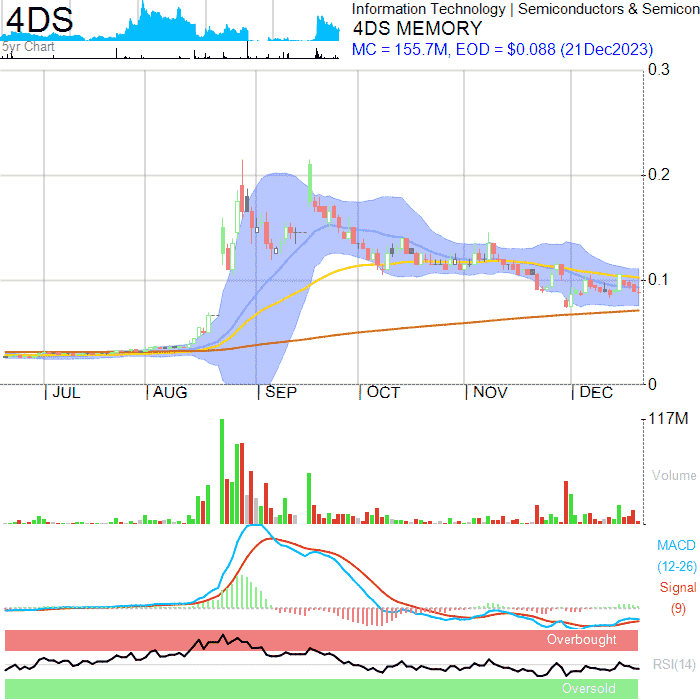 4DS
5yr Chart
Information Technology | Semiconductors & Semicon
4DS MEMORY
MC = 155.7M, EOD = $0.088 (21Dec2023)
0.3
0.2
0.1
0
JUL AUG SEP OCT NOV DEC
117M
Volume
MACD
(12-26)
Signal
(9)
Overbought
RSI(14)
Oversold